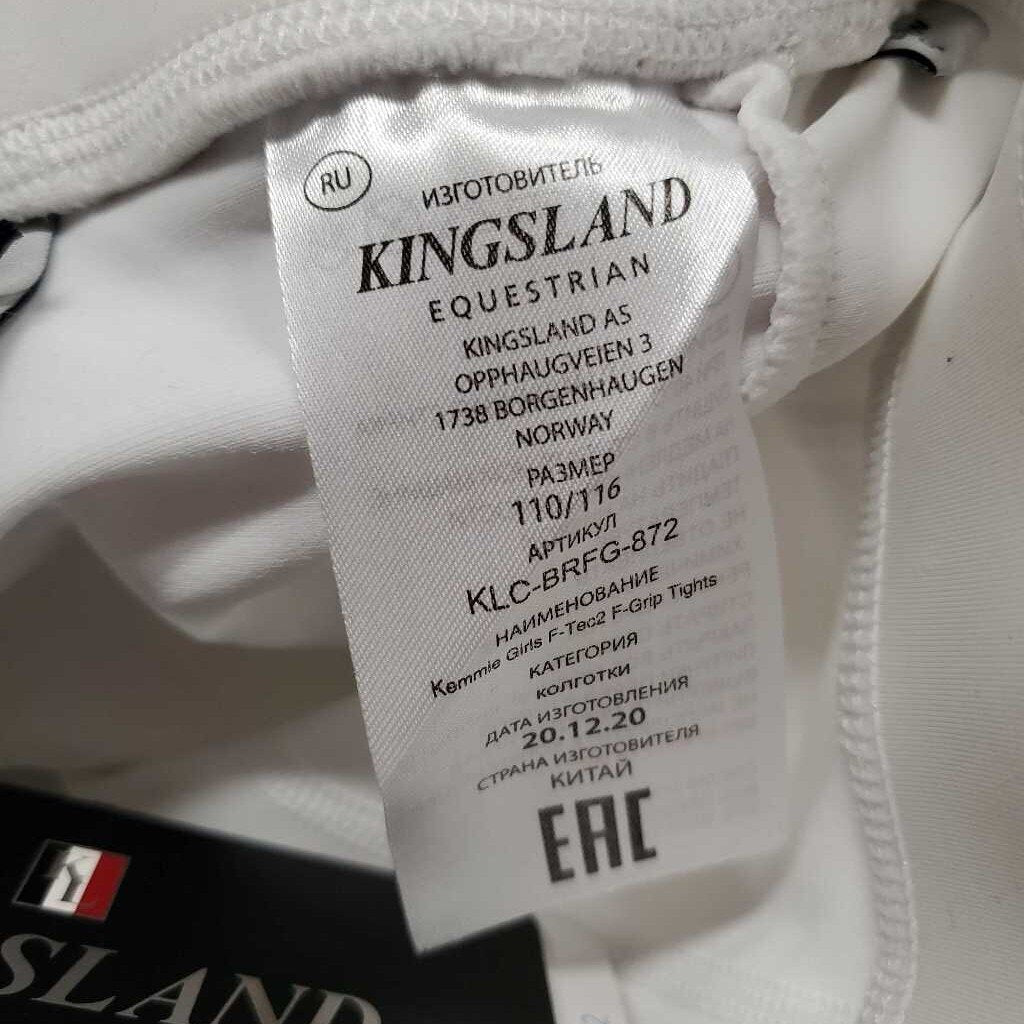 RU
ИЗГОТОВИТЕЛЬ
KINGSLAND
EQUESTRIAN
KINGSLAND AS
OPPHAUGVEIEN 3
1738 BORGENHAUGEN
NORWAY
РАЗМЕР
110/116
АРТИКУЛ
KLC-BRFG-872
НАИМЕНОВАНИЕ
Kemmie Girls F-Tec2 F-Grip Tights
КАТЕГОРИЯ
колготки
ДАТА ИЗГОТОВЛЕНИЯ
20.12.20
СТРАНА ИЗГОТОВИТЕЛЯ
КИТАЙ
EAC
KL
SLAND